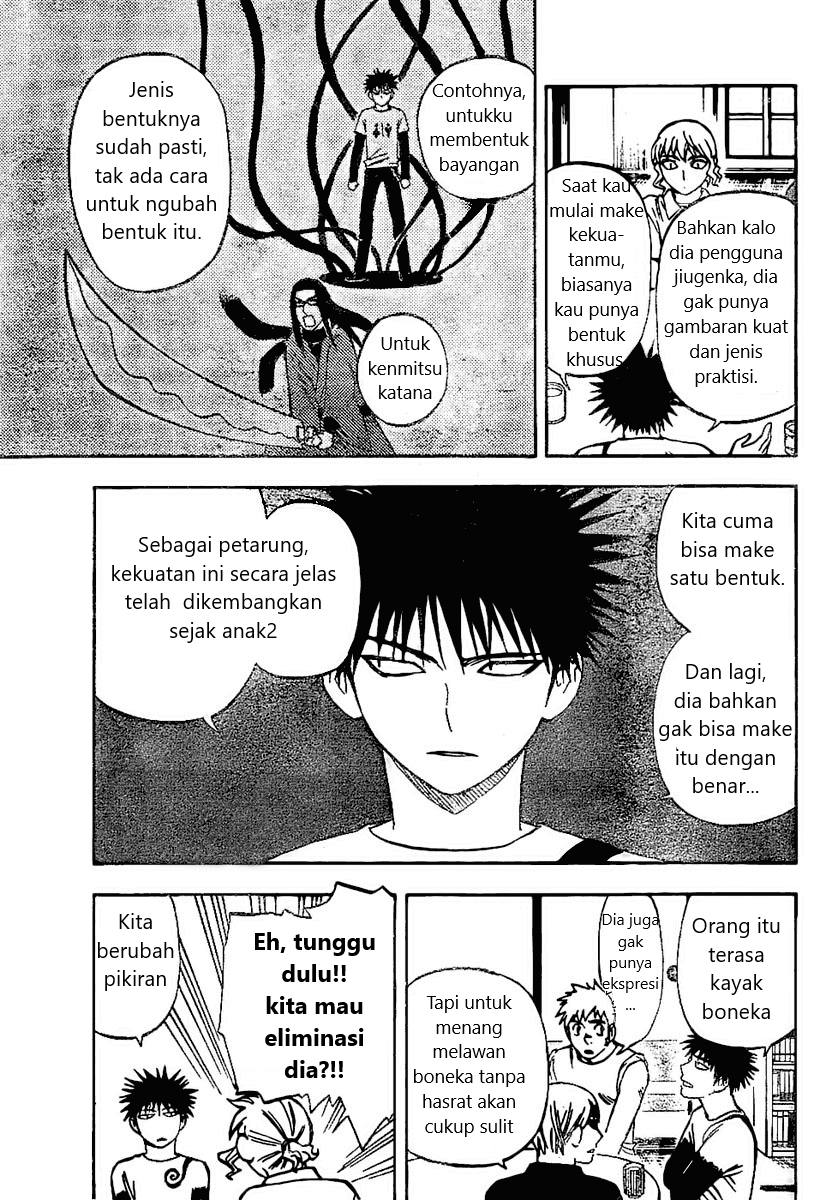 Saat kau
mulai make
kekua-
tanmu,
biasanya
kau punya
bentuk
khusus
Bahkan kalo
dia pengguna
jiugenka, dia
gak punya
gambaran kuat
dan jenis
praktisi.
Contohnya,
untukku
membentuk
bayangan
Jenis
bentuknya
sudah pasti,
tak ada cara
untuk ngubah
bentuk itu.
Untuk
kenmitsu
katana
Kita cuma
bisa make
satu bentuk.
Dan lagi,
dia bahkan
gak bisa make
itu dengan
benar...
Sebagai petarung,
kekuatan ini secara jelas
telah dikembangkan
sejak anak2
Orang itu
terasa
kayak
boneka
Dia juga
gak
punya
ekspresi
...
Tapi untuk
menang
melawan
boneka tanpa
hasrat akan
cukup sulit
Eh, tunggu
dulu!!
kita mau
eliminasi
dia?!!
Kita
berubah
pikiran